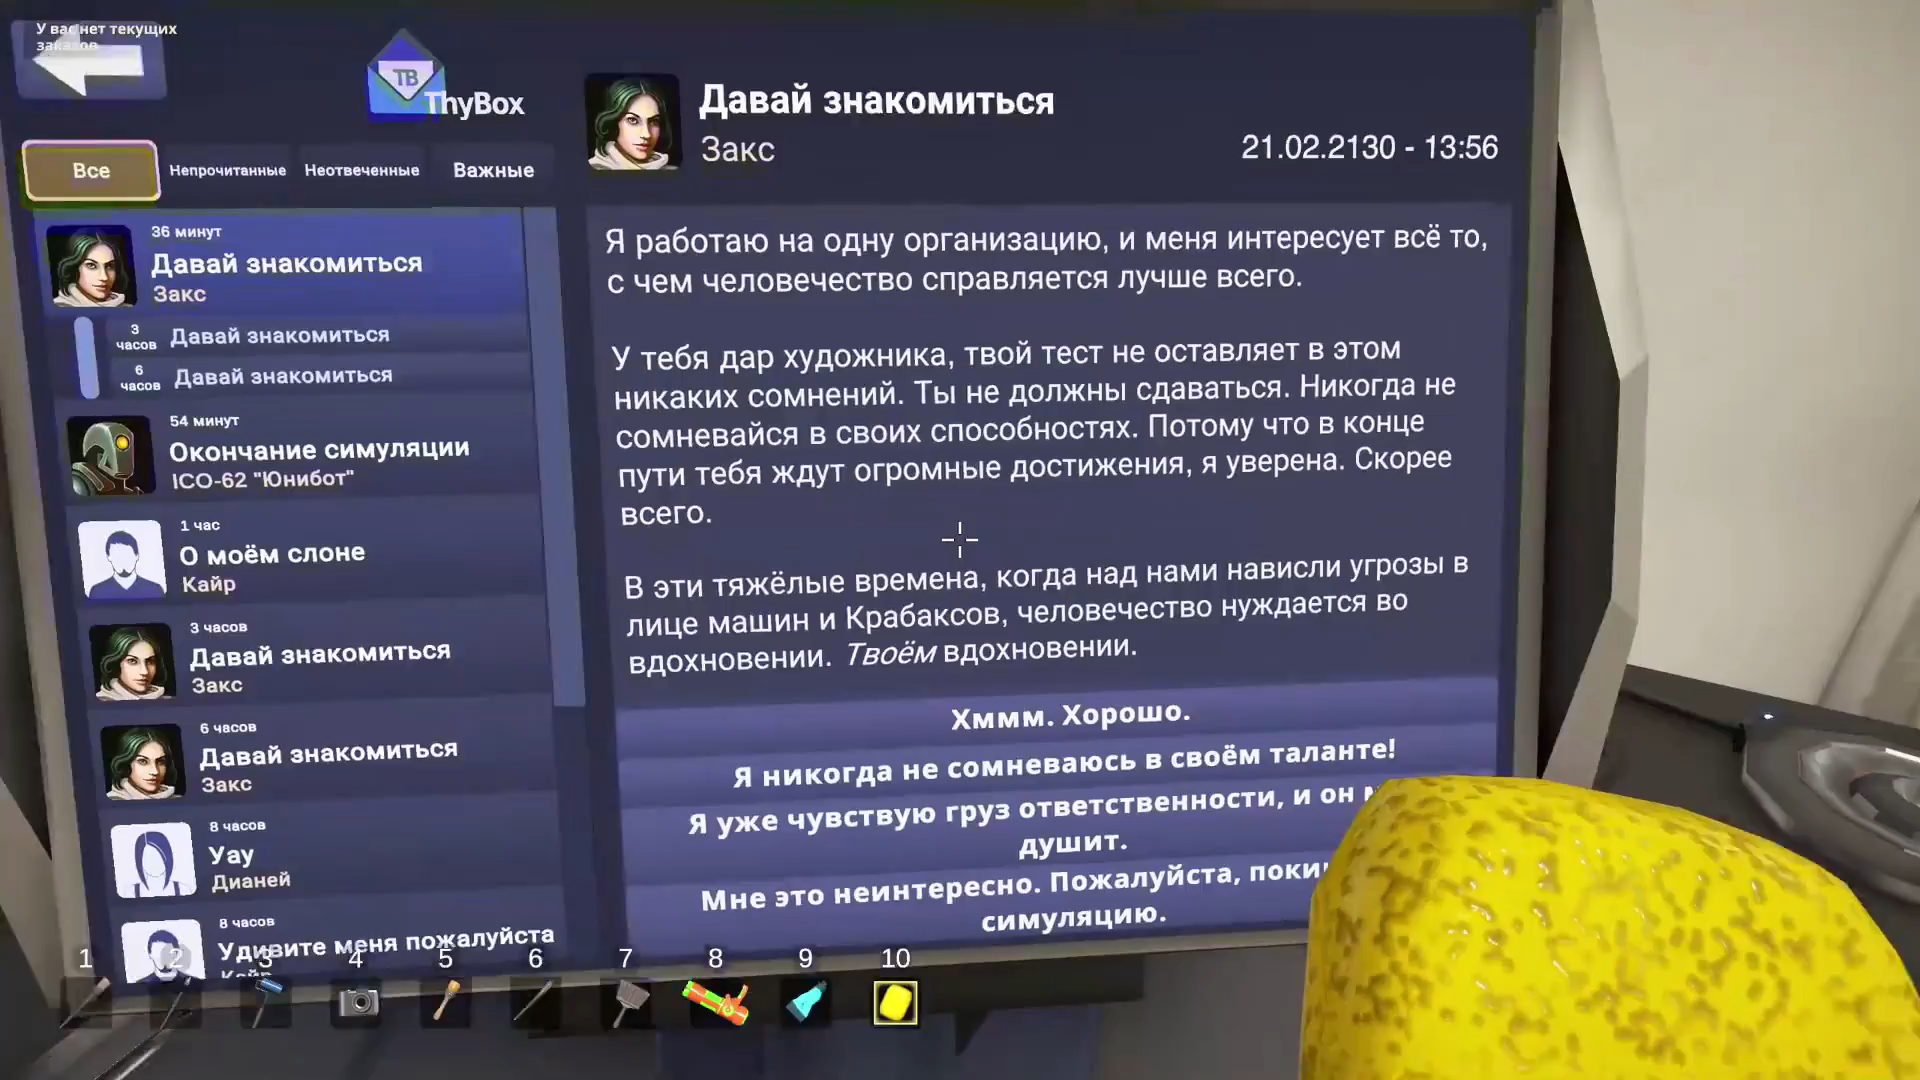 У вас нет текущих
заказов
ThyBox
TB
Все
Непрочитанные
Неотвеченные
Важные
36 минут
Давай знакомиться
Закс
3
часов
Давай знакомиться
6
часов
Давай знакомиться
54 минут
Окончание симуляции
ICO-62 "Юнибот"
1 час
О моём слоне
Кайр
3 часов
Давай знакомиться
Закс
6 часов
Давай знакомиться
Закс
8 часов
Уау
Дианей
8 часов
Удивите меня пожалуйста
Кайр
Давай знакомиться
Закс
21.02.2130 - 13:56
Я работаю на одну организацию, и меня интересует всё то,
с чем человечество справляется лучше всего.
У тебя дар художника, твой тест не оставляет в этом
никаких сомнений. Ты не должны сдаваться. Никогда не
сомневайся в своих способностях. Потому что в конце
пути тебя ждут огромные достижения, я уверена. Скорее
всего.
В эти тяжёлые времена, когда над нами нависли угрозы в
лице машин и Крабаксов, человечество нуждается во
вдохновении. Твоём вдохновении.
Хммм. Хорошо.
Я никогда не сомневаюсь в своём таланте!
Я уже чувствую груз ответственности, и он
душит.
Мне это неинтересно. Пожалуйста,
симуляцию.
1 2 3 4 5 6 7 8 9 10